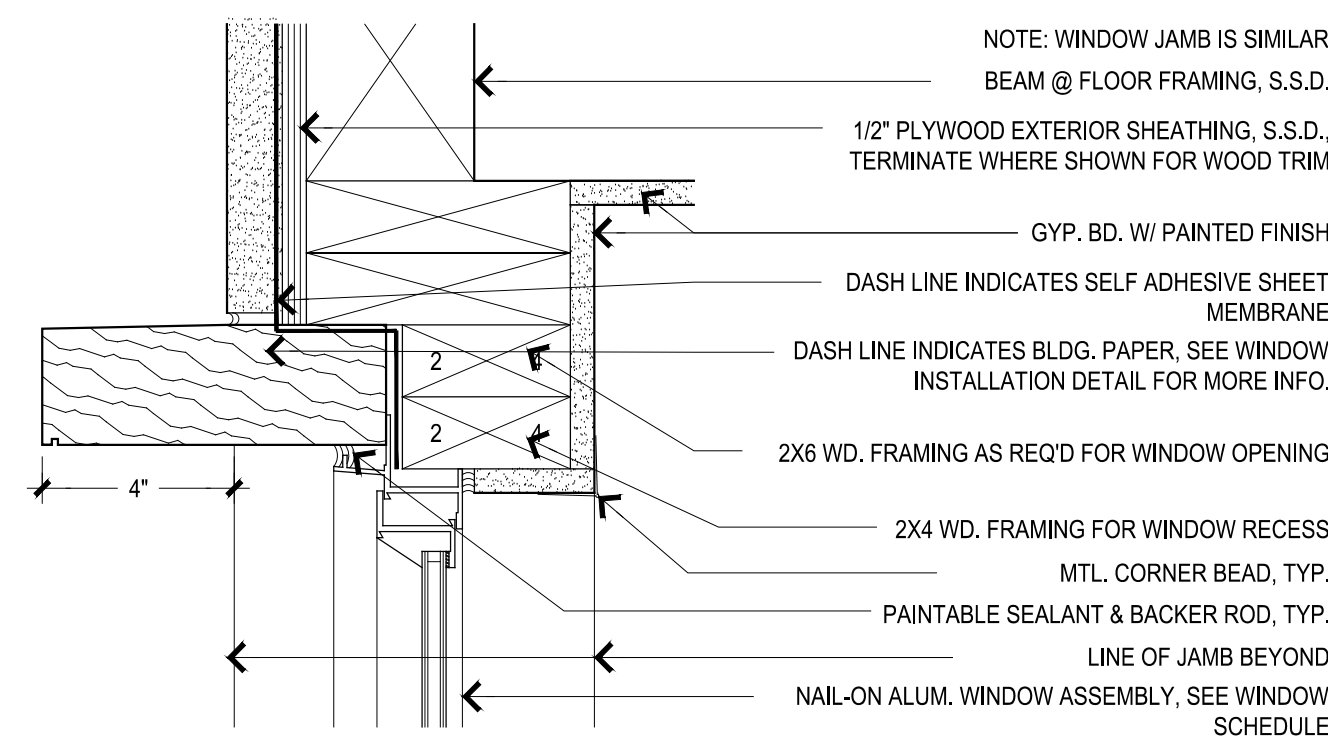 NOTE: WINDOW JAMB IS SIMILAR
BEAM @ FLOOR FRAMING, S.S.D.
1/2" PLYWOOD EXTERIOR SHEATHING, S.S.D.,
TERMINATE WHERE SHOWN FOR WOOD TRIM
GYP. BD. W/ PAINTED FINISH
DASH LINE INDICATES SELF ADHESIVE SHEET
MEMBRANE
DASH LINE INDICATES BLDG. PAPER, SEE WINDOW
INSTALLATION DETAIL FOR MORE INFO.
2 4
2 4
2X6 WD. FRAMING AS REQ'D FOR WINDOW OPENING
4"
2X4 WD. FRAMING FOR WINDOW RECESS
MTL. CORNER BEAD, TYP.
PAINTABLE SEALANT & BACKER ROD, TYP.
LINE OF JAMB BEYOND
NAIL-ON ALUM. WINDOW ASSEMBLY, SEE WINDOW
SCHEDULE